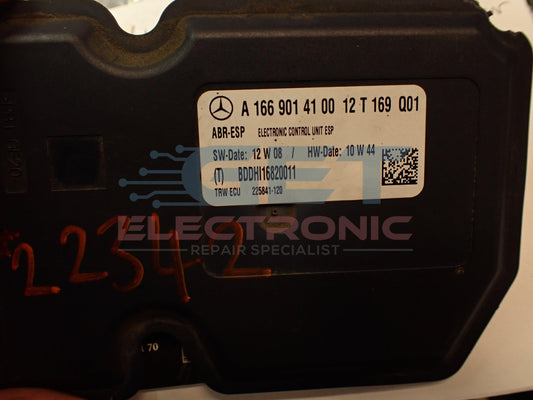 A 166 901 41 00 12 T 169 Q01
ABR-ESP ELECTRONIC CONTROL UNIT ESP
SW-Date: 12 W 08 / HW-Date: 10 W 44
(T) BDDHI16820011
TRW ECU 225841-120
ELECTRONIC
REPAIR SPECIALIST
22342
70